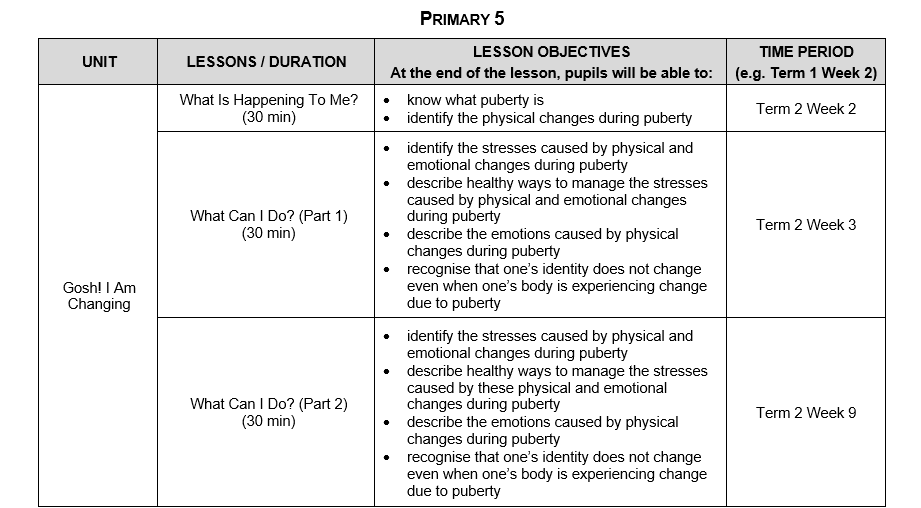 PRIMARY 5
UNIT
LESSONS / DURATION
LESSON OBJECTIVES
At the end of the lesson, pupils will be able to:
TIME PERIOD
(e.g. Term 1 Week 2)
Gosh! I Am
Changing
What Is Happening To Me?
(30 min)
• know what puberty is
• identify the physical changes during puberty
Term 2 Week 2
What Can I Do? (Part 1)
(30 min)
• identify the stresses caused by physical and
emotional changes during puberty
• describe healthy ways to manage the stresses
caused by physical and emotional changes
during puberty
• describe the emotions caused by physical
changes during puberty
• recognise that one’s identity does not change
even when one’s body is experiencing change
due to puberty
Term 2 Week 3
What Can I Do? (Part 2)
(30 min)
• identify the stresses caused by physical and
emotional changes during puberty
• describe healthy ways to manage the stresses
caused by these physical and emotional
changes during puberty
• describe the emotions caused by physical
changes during puberty
• recognise that one’s identity does not change
even when one’s body is experiencing change
due to puberty
Term 2 Week 9